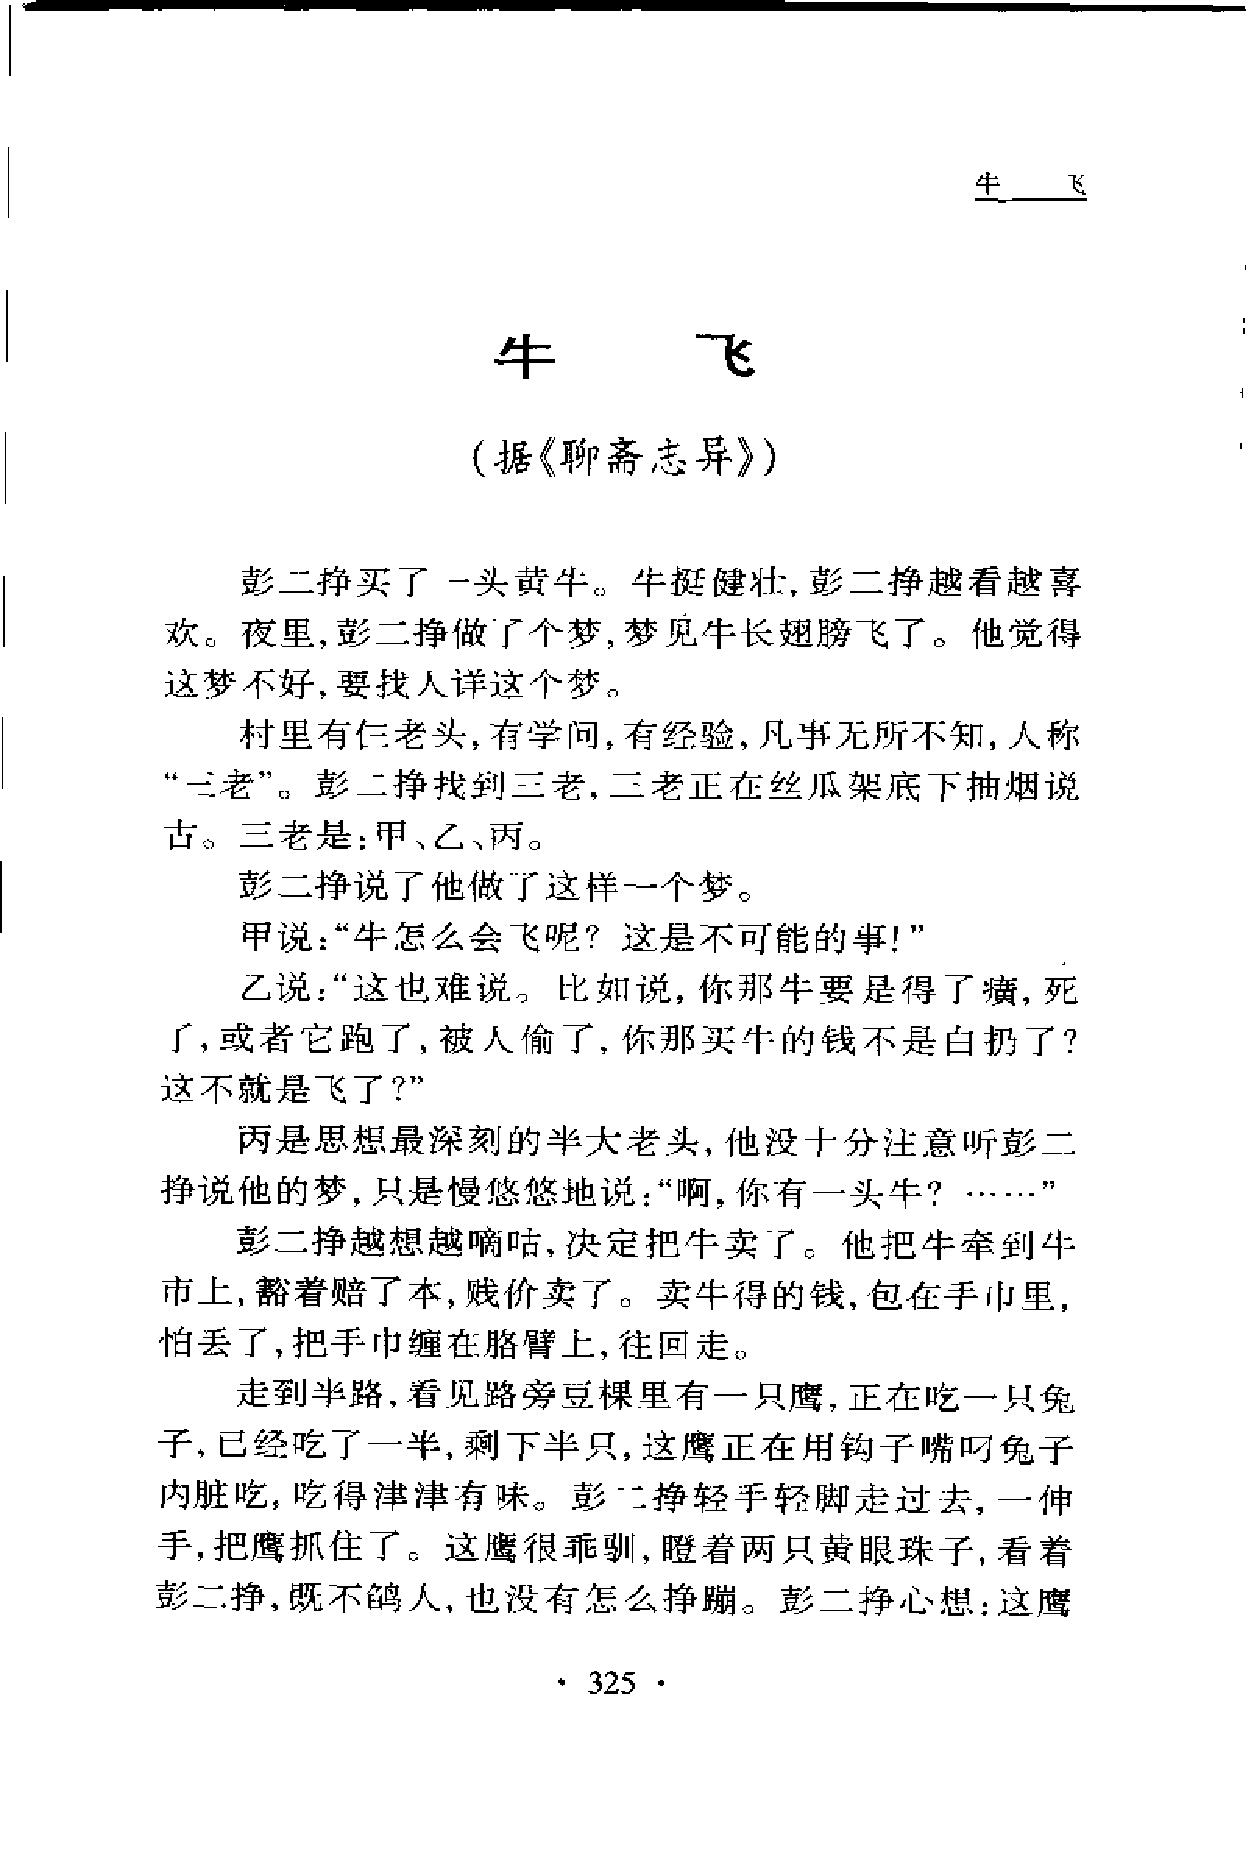 牛　　飞
牛　　飞
(据《聊斋志异》)
彭二挣买了一头黄牛。牛挺健壮,彭二挣越看越喜
欢。夜里,彭二挣做了个梦,梦见牛长翅膀飞了。他觉得
这梦不好,要找人详这个梦。
村里有仨老头,有学问,有经验,凡事无所不知,人称
“三老”。彭二挣找到三老,三老正在丝瓜架底下抽烟说
古。三老是:甲、乙、丙。
彭二挣说了他做了这样一个梦。
甲说:“牛怎么会飞呢? 这是不可能的事!”
乙说:“这也难说。比如说,你那牛要是得了癀,死
了,或者它跑了,被人偷了,你那买牛的钱不是白扔了?
这不就是飞了?”
丙是思想最深刻的半大老头,他没十分注意听彭二
挣说他的梦,只是慢悠悠地说:“啊,你有一头牛? ……”
彭二挣越想越嘀咕,决定把牛卖了。他把牛牵到牛
市上,豁着赔了本,贱价卖了。卖牛得的钱,包在手巾里,
怕丢了,把手巾缠在胳臂上,往回走。
走到半路,看见路旁豆棵里有一只鹰,正在吃一只兔
子,已经吃了一半,剩下半只,这鹰正在用钩子嘴叼兔子
内脏吃,吃得津津有味。彭二挣轻手轻脚走过去,一伸
手,把鹰抓住了。这鹰很乖驯,瞪着两只黄眼珠子,看着
彭二挣,既不鹐人,也没有怎么挣蹦。彭二挣心想:这鹰
· 325 ·